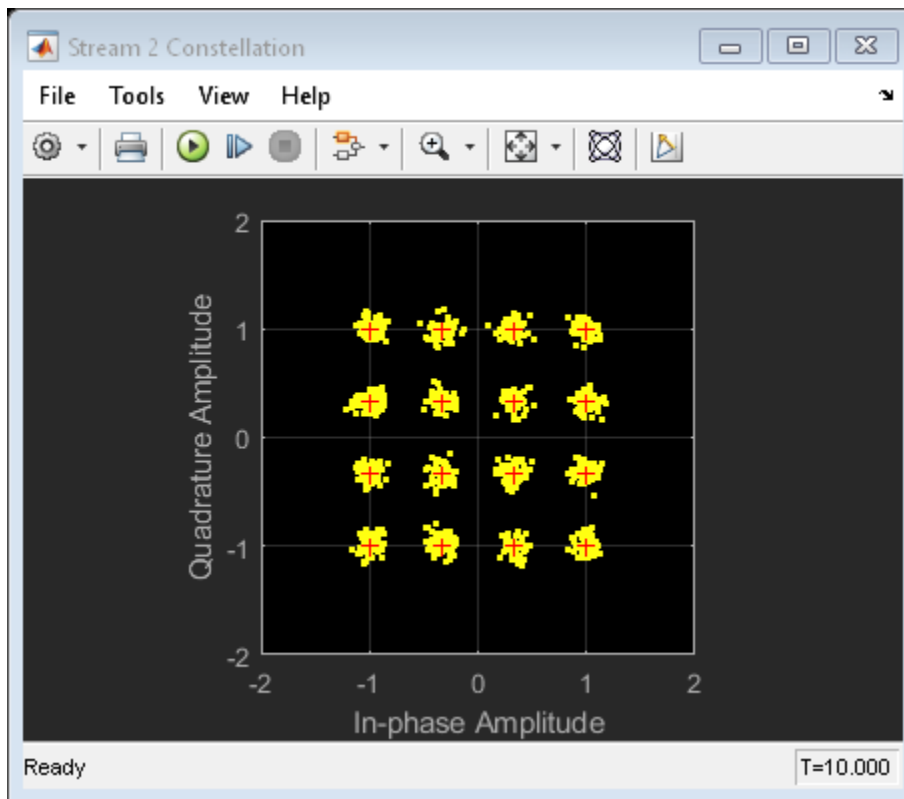 Stream 2 Constellation
File Tools View Help
2
1
0
-1
-2
Quadrature Amplitude
-2 -1 0 1 2
In-phase Amplitude
Ready T=10.000